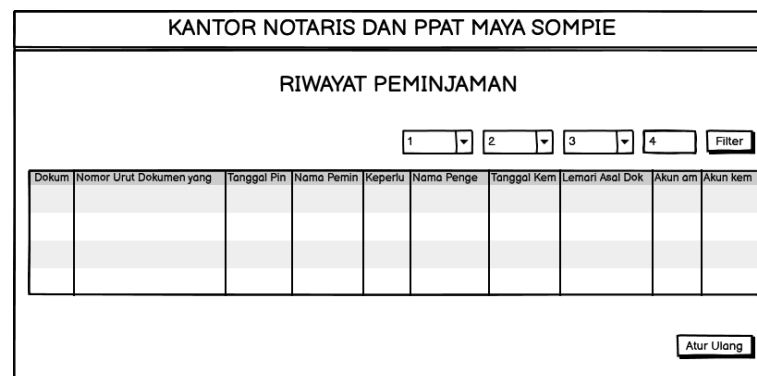 KANTOR NOTARIS DAN PPAT MAYA SOMPIE
RIWAYAT PEMINJAMAN
1 2 3 4 Filter
Dokum Nomor Urut Dokumen yang Tanggal Pin Nama Pemin Keperlu Nama Penge Tanggal Kem Lemari Asal Dok Akun am Akun kem
Atur Ulang